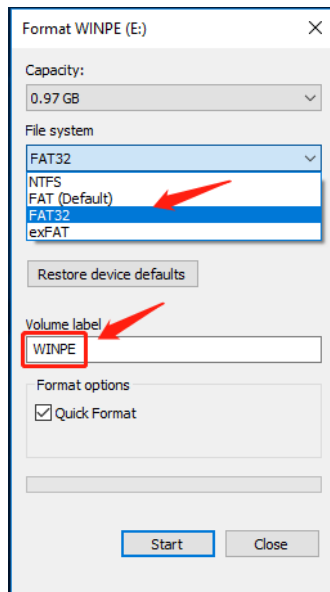 Format WINPE (E:)
Capacity:
0.97 GB
File system
FAT32
NTFS
FAT (Default)
FAT32
exFAT
Restore device defaults
Volume label
WINPE
Format options
Quick Format
Start
Close